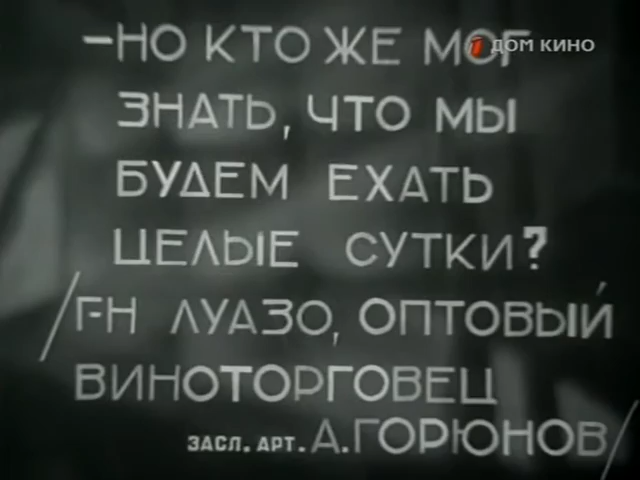 ДОМ КИНО
–НО КТО ЖЕ МОГ
ЗНАТЬ, ЧТО МЫ
БУДЕМ ЕХАТЬ
ЦЕЛЫЕ СУТКИ?
/Г-Н ЛУАЗО, ОПТОВЫЙ
ВИНОТОРГОВЕЦ
ЗАСЛ. АРТ. А.ГОРЮНОВ/